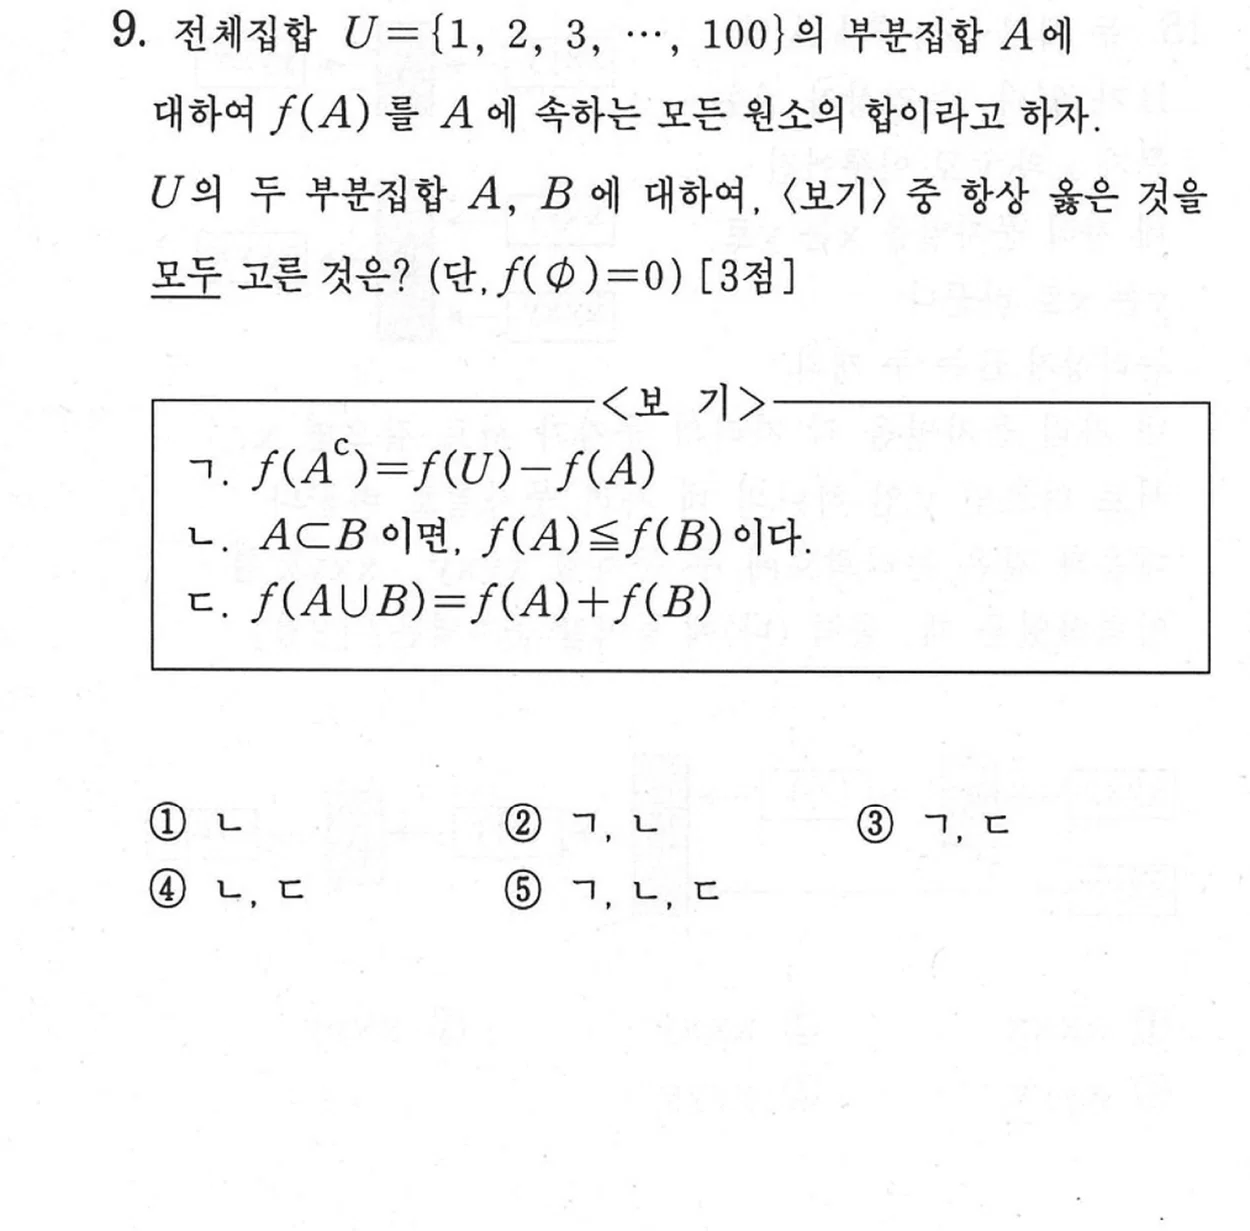 9. 전체집합 U={1, 2, 3, ⋯, 100}의 부분집합 A에
대하여 f(A)를 A에 속하는 모든 원소의 합이라고 하자.
U의 두 부분집합 A, B에 대하여, 〈보기〉 중 항상 옳은 것을
모두 고른 것은? (단, f(ϕ)=0) [3점]
<보 기>
ㄱ. f(Aᶜ)=f(U)-f(A)
ㄴ. A⊂B이면, f(A)≦f(B)이다.
ㄷ. f(A∪B)=f(A)+f(B)
① ㄴ ② ㄱ, ㄴ ③ ㄱ, ㄷ
④ ㄴ, ㄷ ⑤ ㄱ, ㄴ, ㄷ